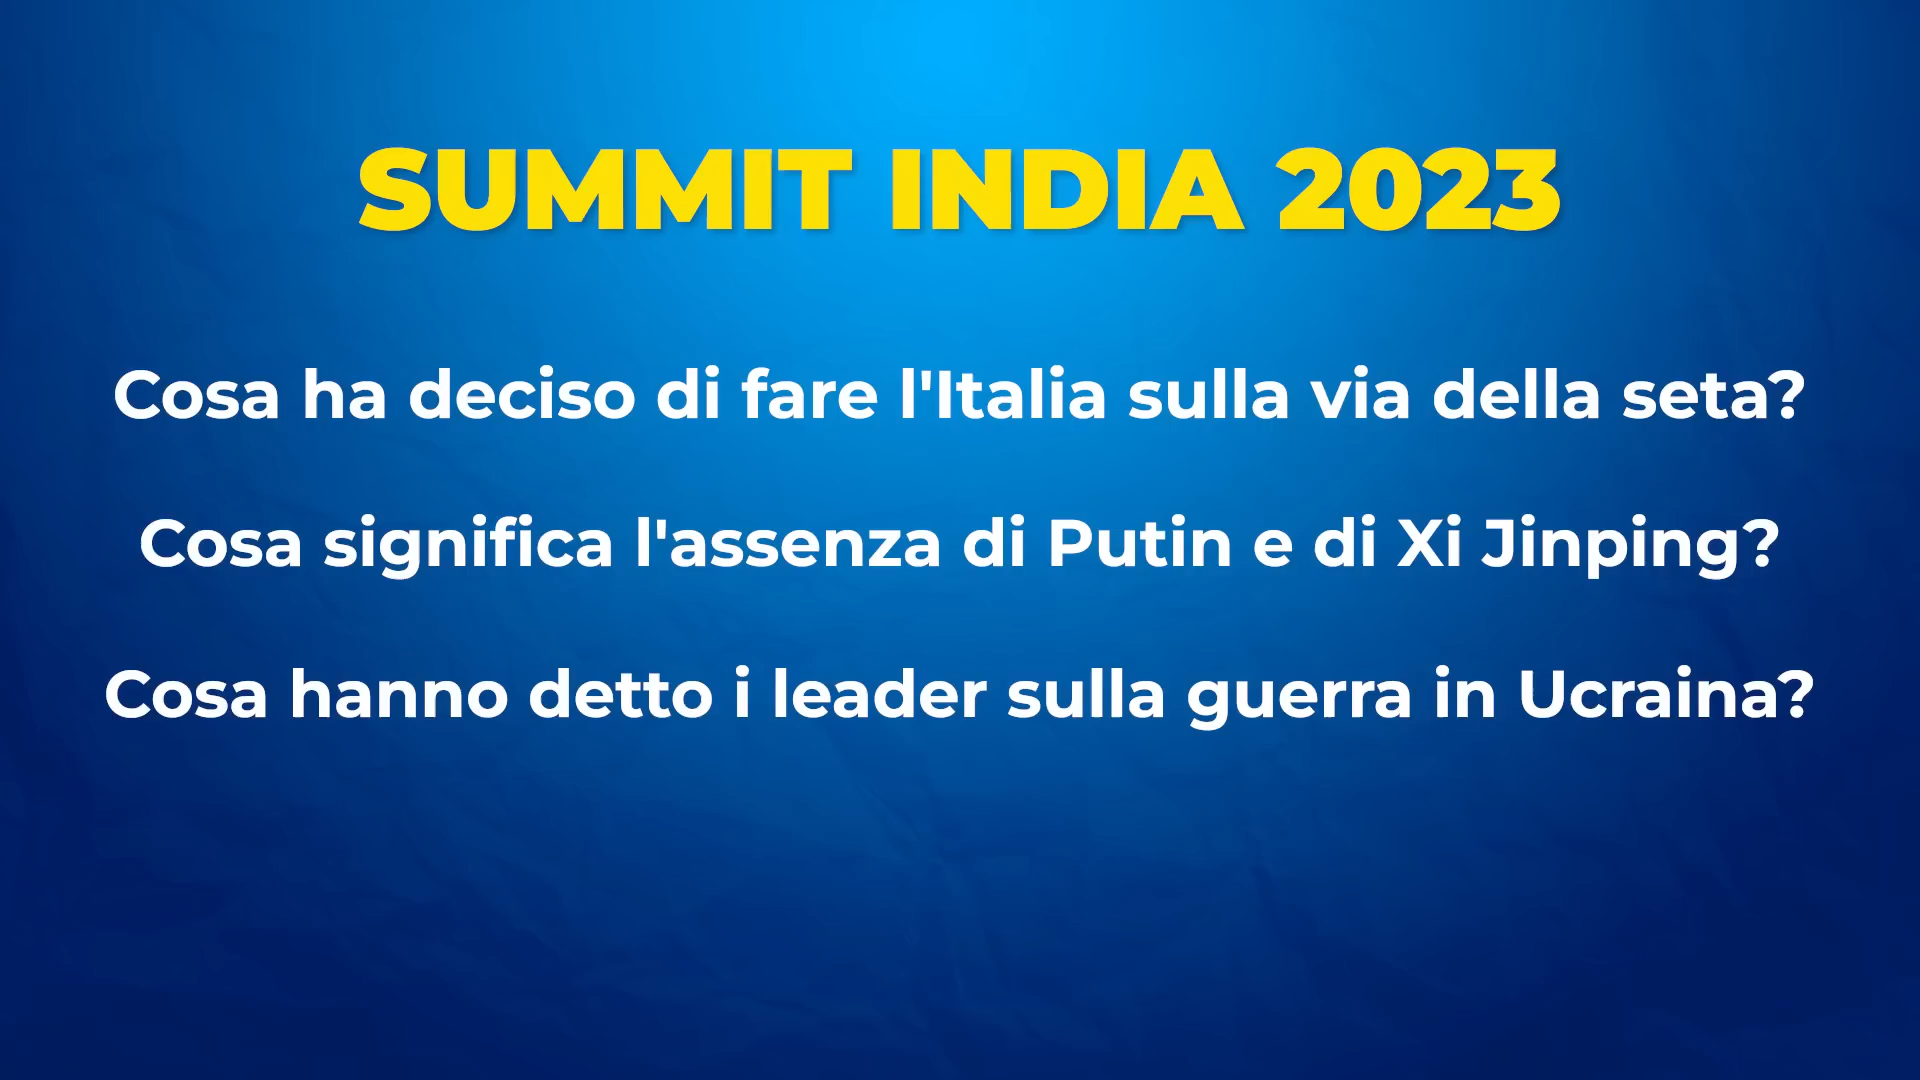 SUMMIT INDIA 2023
Cosa ha deciso di fare l'Italia sulla via della seta?
Cosa significa l'assenza di Putin e di Xi Jinping?
Cosa hanno detto i leader sulla guerra in Ucraina?